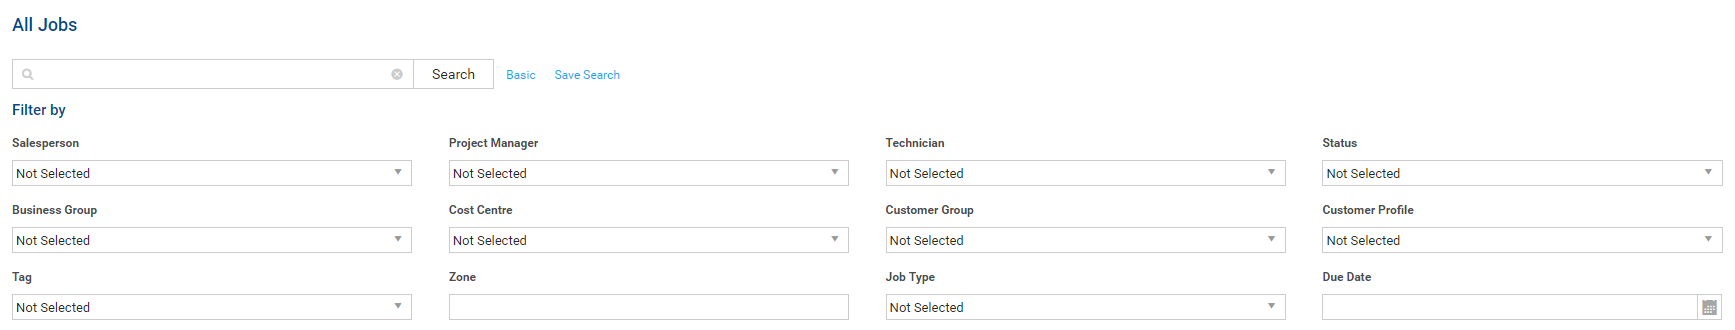 All Jobs
Search Basic Save Search
Filter by
Salesperson Project Manager Technician Status
Not Selected Not Selected Not Selected Not Selected
Business Group Cost Centre Customer Group Customer Profile
Not Selected Not Selected Not Selected Not Selected
Tag Zone Job Type Due Date
Not Selected Not Selected